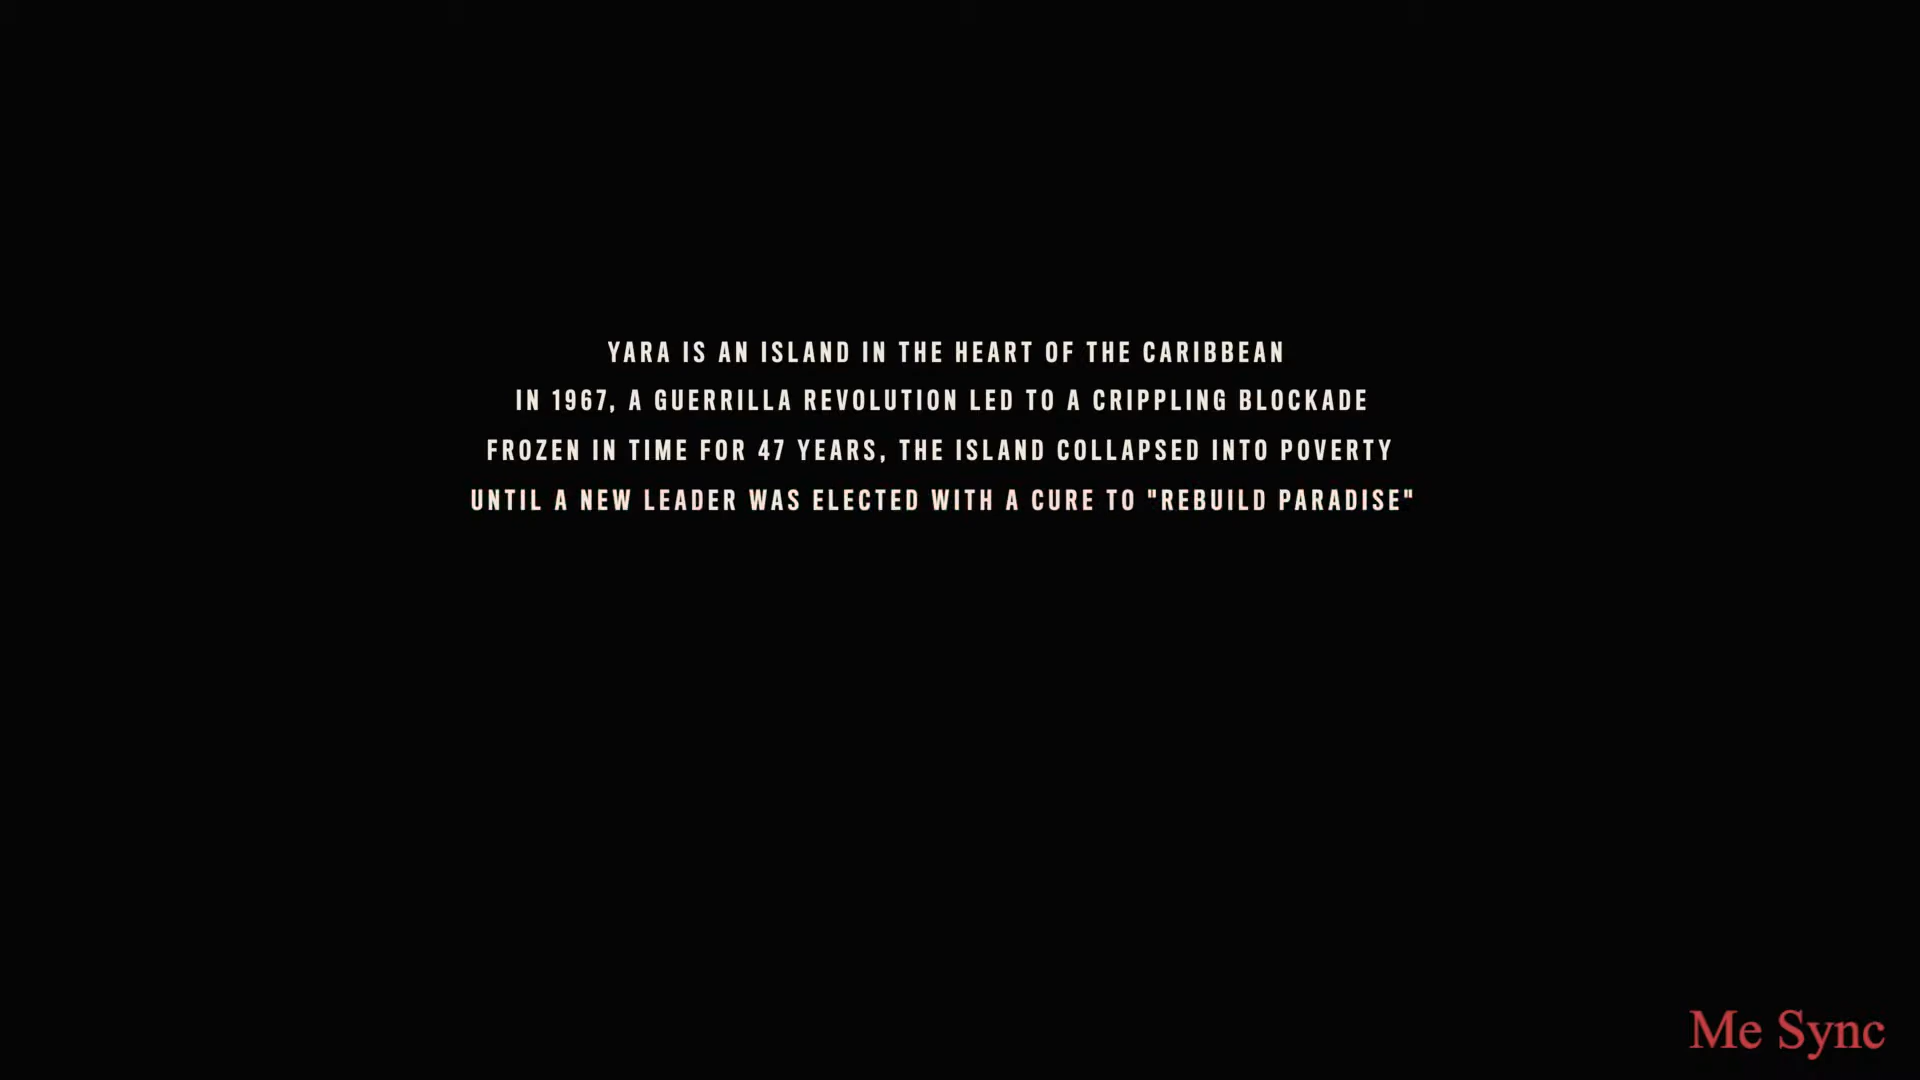 YARA IS AN ISLAND IN THE HEART OF THE CARIBBEAN
IN 1967, A GUERRILLA REVOLUTION LED TO A CRIPPLING BLOCKADE
FROZEN IN TIME FOR 47 YEARS, THE ISLAND COLLAPSED INTO POVERTY
UNTIL A NEW LEADER WAS ELECTED WITH A CURE TO "REBUILD PARADISE"
Me Sync